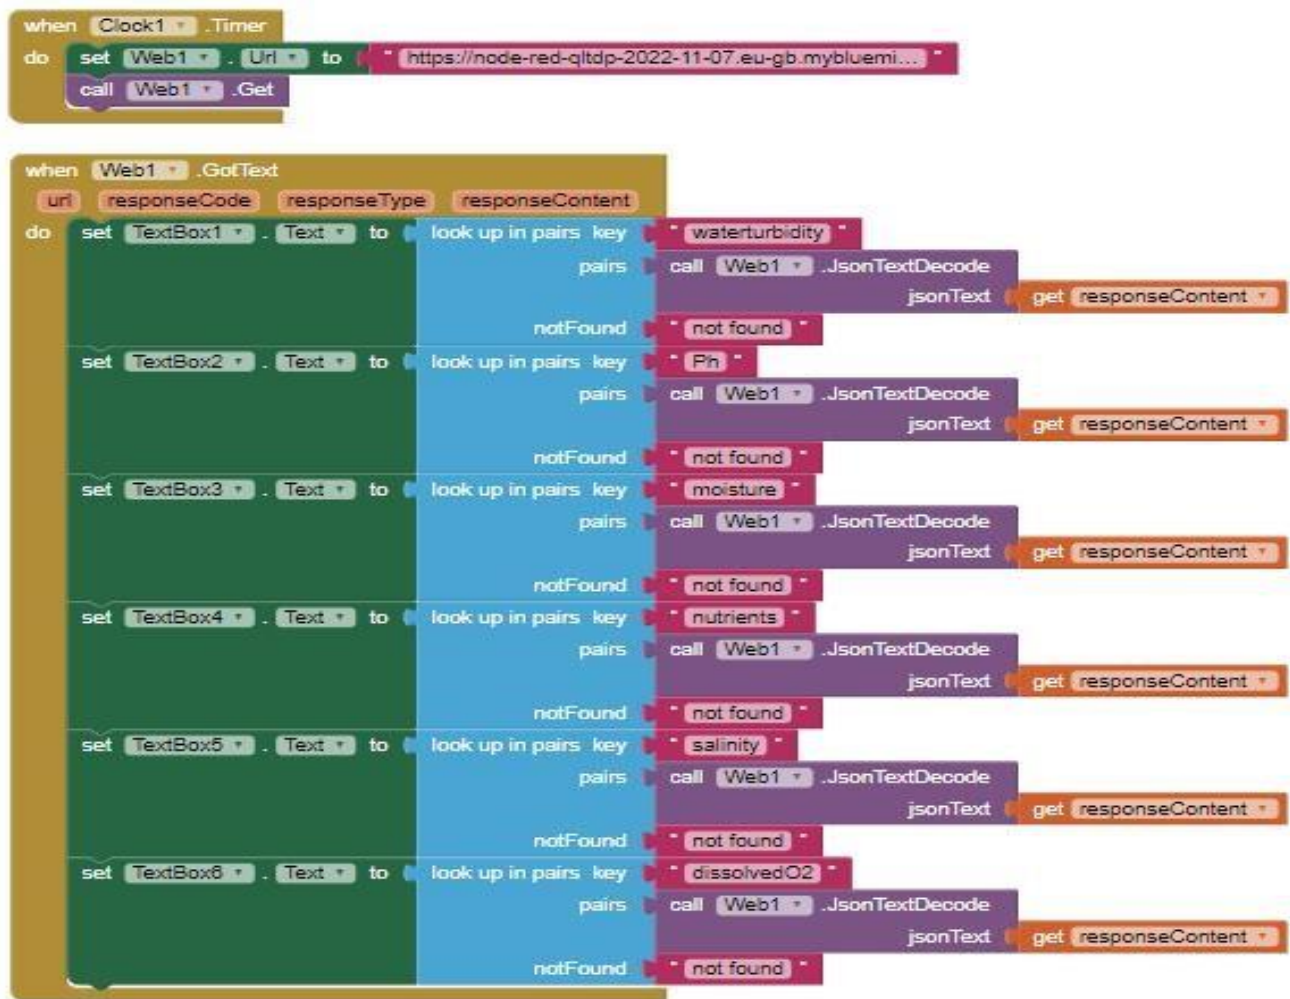 when Clock1 .Timer
do set Web1 . Url to " https://node-red-qltdp-2022-11-07.eu-gb.mybluemi... "
call Web1 .Get
when Web1 .GotText
url responseCode responseType responseContent
do set TextBox1 . Text to look up in pairs key " waterturbidity "
pairs call Web1 .JsonTextDecode
jsonText get responseContent
notFound " not found "
set TextBox2 . Text to look up in pairs key " Ph "
pairs call Web1 .JsonTextDecode
jsonText get responseContent
notFound " not found "
set TextBox3 . Text to look up in pairs key " moisture "
pairs call Web1 .JsonTextDecode
jsonText get responseContent
notFound " not found "
set TextBox4 . Text to look up in pairs key " nutrients "
pairs call Web1 .JsonTextDecode
jsonText get responseContent
notFound " not found "
set TextBox5 . Text to look up in pairs key " salinity "
pairs call Web1 .JsonTextDecode
jsonText get responseContent
notFound " not found "
set TextBox6 . Text to look up in pairs key " dissolvedO2 "
pairs call Web1 .JsonTextDecode
jsonText get responseContent
notFound " not found "